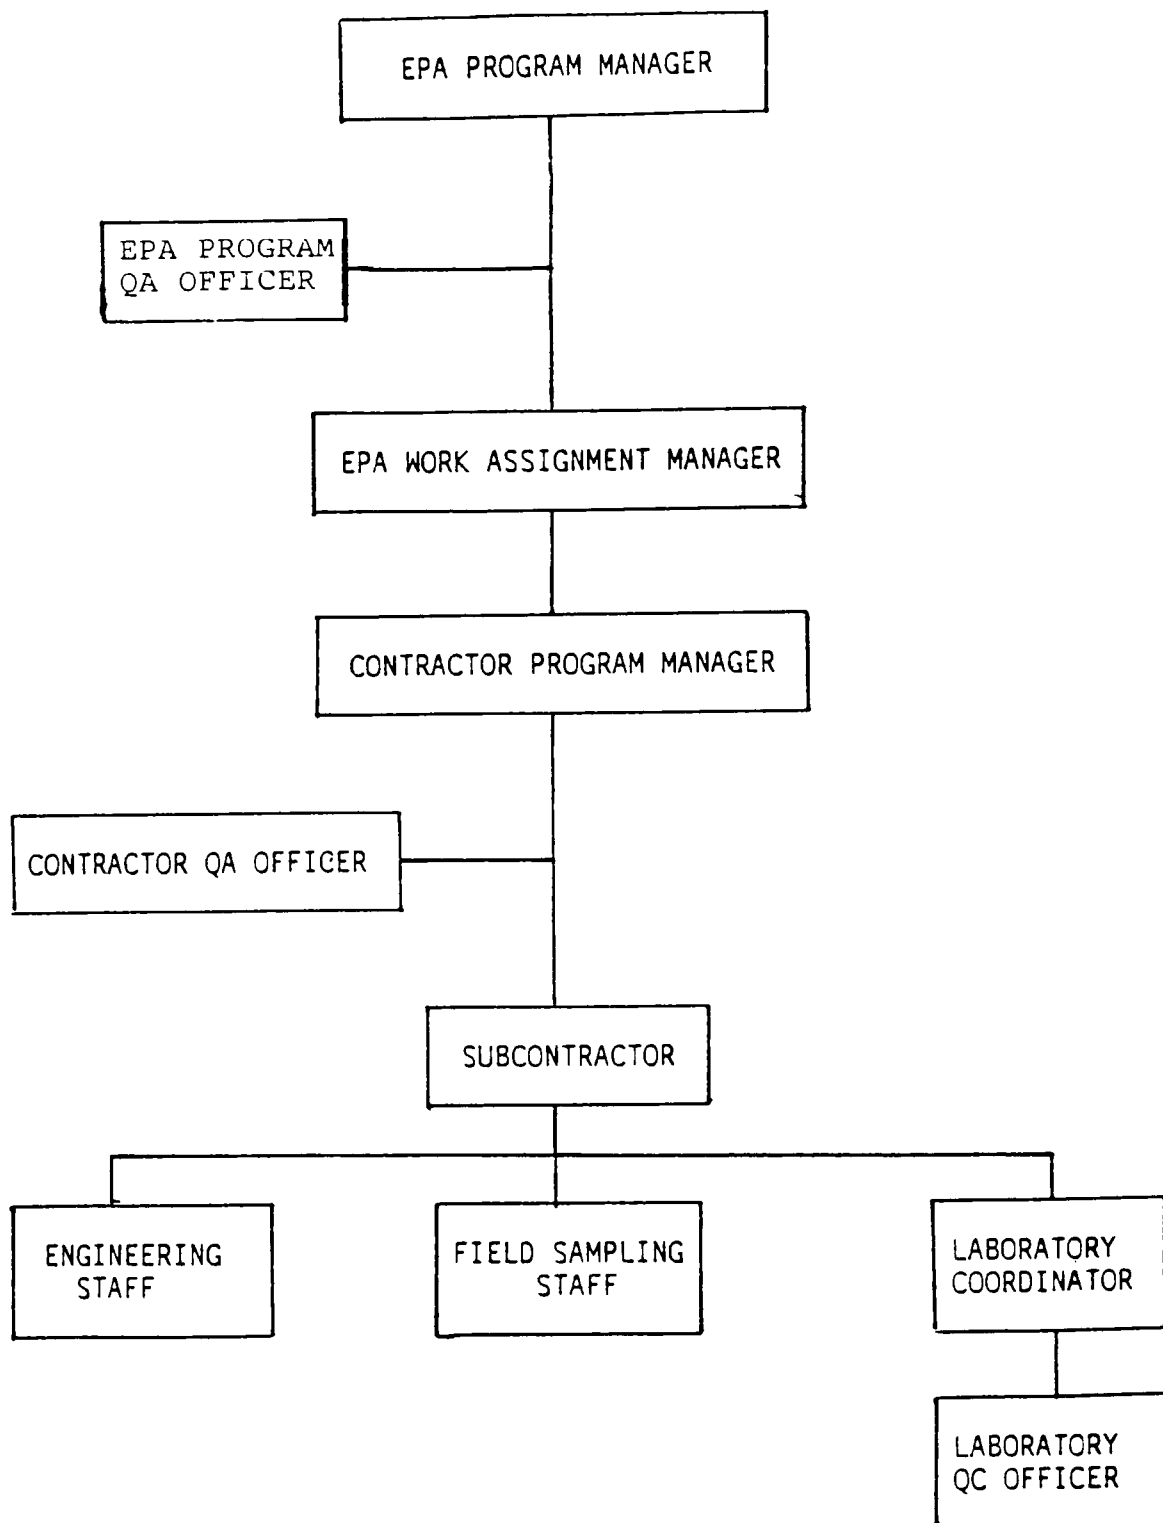 EPA PROGRAM MANAGER
EPA PROGRAM
QA OFFICER
EPA WORK ASSIGNMENT MANAGER
CONTRACTOR PROGRAM MANAGER
CONTRACTOR QA OFFICER
SUBCONTRACTOR
ENGINEERING
STAFF
FIELD SAMPLING
STAFF
LABORATORY
COORDINATOR
LABORATORY
QC OFFICER